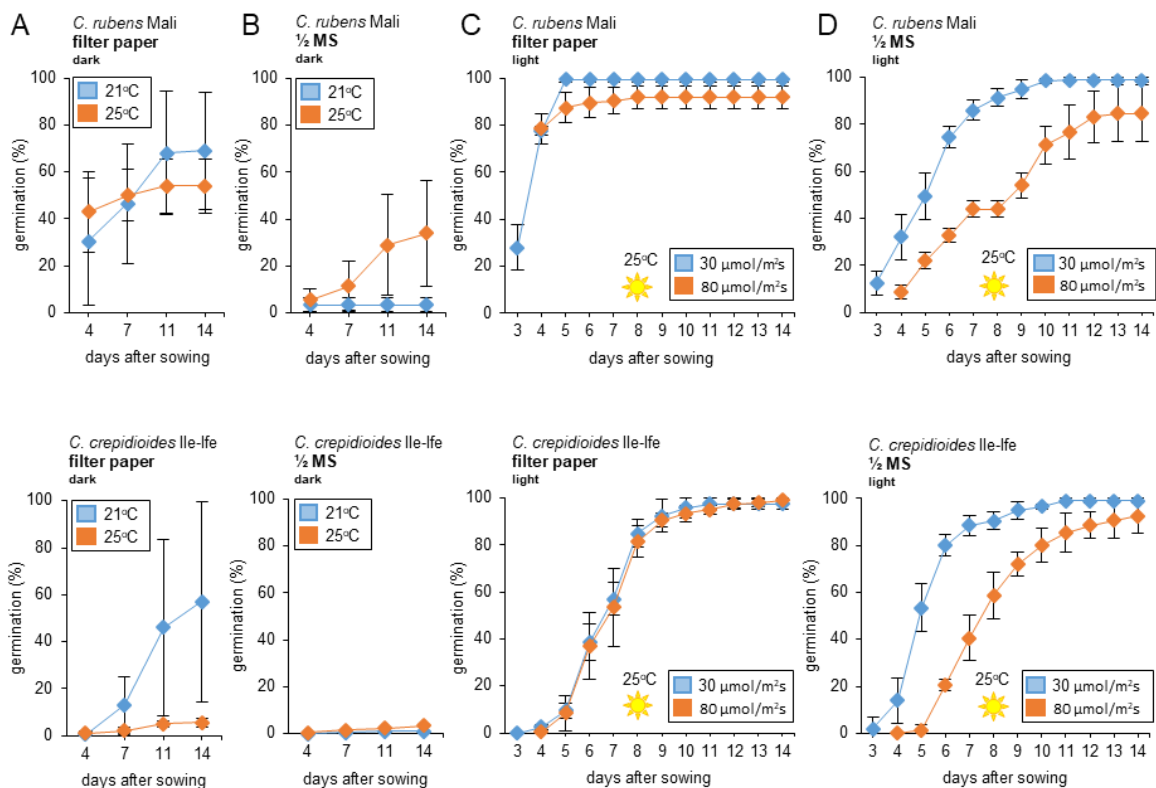 A
C. rubens Mali
filter paper
dark
germination (%)
100
80
60
40
20
0
21°C
25°C
4 7 11 14
days after sowing
B
C. rubens Mali
½ MS
dark
germination (%)
100
80
60
40
20
0
21°C
25°C
4 7 11 14
days after sowing
C
C. rubens Mali
filter paper
light
germination (%)
100
80
60
40
20
0
25°C
30 μmol/m²s
80 μmol/m²s
3 4 5 6 7 8 9 10 11 12 13 14
days after sowing
D
C. rubens Mali
½ MS
light
germination (%)
100
80
60
40
20
0
25°C
30 μmol/m²s
80 μmol/m²s
3 4 5 6 7 8 9 10 11 12 13 14
days after sowing
C. crepidioides Ile-Ife
filter paper
dark
germination (%)
100
80
60
40
20
0
21°C
25°C
4 7 11 14
days after sowing
C. crepidioides Ile-Ife
½ MS
dark
germination (%)
100
80
60
40
20
0
21°C
25°C
4 7 11 14
days after sowing
C. crepidioides Ile-Ife
filter paper
light
germination (%)
100
80
60
40
20
0
25°C
30 μmol/m²s
80 μmol/m²s
3 4 5 6 7 8 9 10 11 12 13 14
days after sowing
C. crepidioides Ile-Ife
½ MS
light
germination (%)
100
80
60
40
20
0
25°C
30 μmol/m²s
80 μmol/m²s
3 4 5 6 7 8 9 10 11 12 13 14
days after sowing